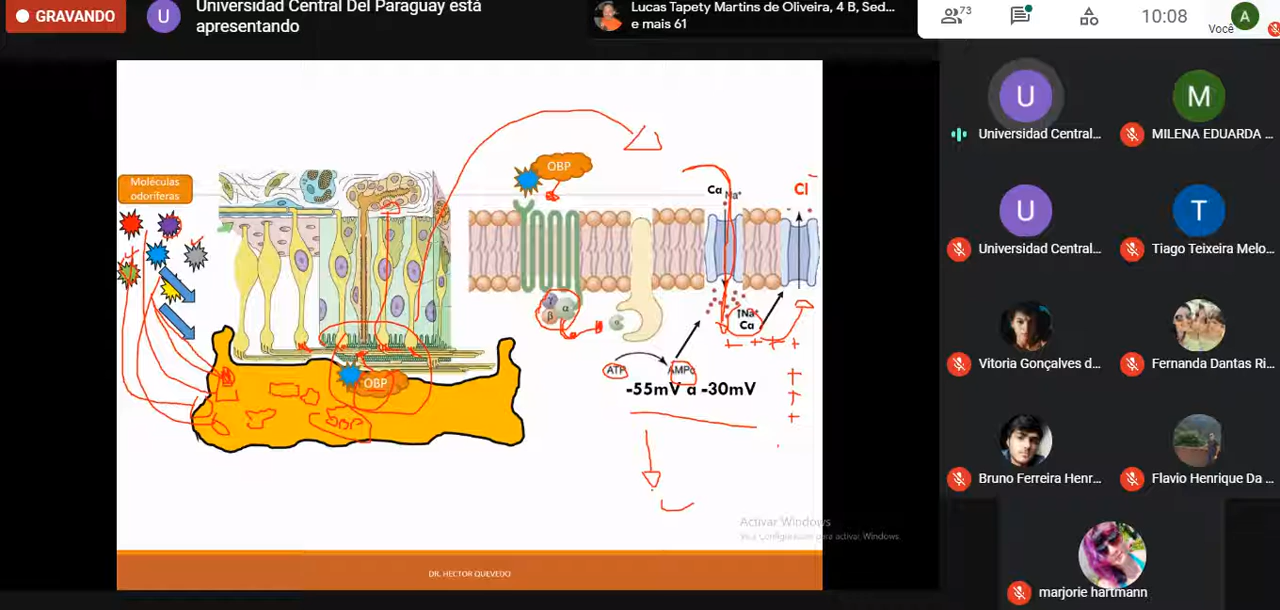 GRAVANDO
U
Universidad Central Del Paraguay está
apresentando
Lucas Tapety Martins de Oliveira, 4 B, Sed...
e mais 61
73
10:08
Você
A
Moléculas
odoríferas
OBP
OBP
OBP
Ca
Na⁺
Cl⁻
γ
β
α
α
↑Na⁺
Ca
+ + + +
+
+
+
ATP
AMPc
-55mV a -30mV
Activar Windows
DR. HECTOR QUEVEDO
U
Universidad Central...
M
MILENA EDUARDA ...
U
Universidad Central...
T
Tiago Teixeira Melo...
Vitoria Gonçalves d...
Fernanda Dantas Ri...
Bruno Ferreira Henr...
Flavio Henrique Da ...
marjorie hartmann